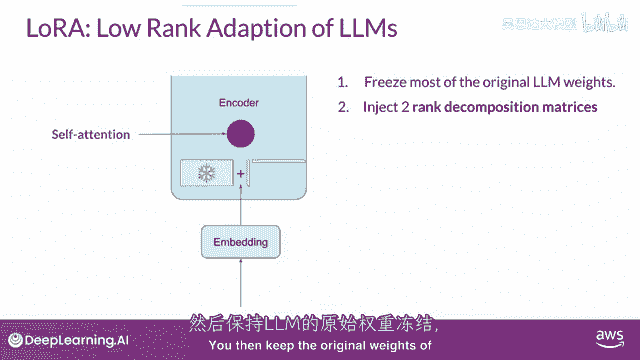 LoRA: Low Rank Adaption of LLMs
Encoder
Self-attention
+
Embedding
1. Freeze most of the original LLM weights.
2. Inject 2 rank decomposition matrices
然后保持LLM的原始权重冻结,
You then keep the original weights of
DeepLearning.AI
aws